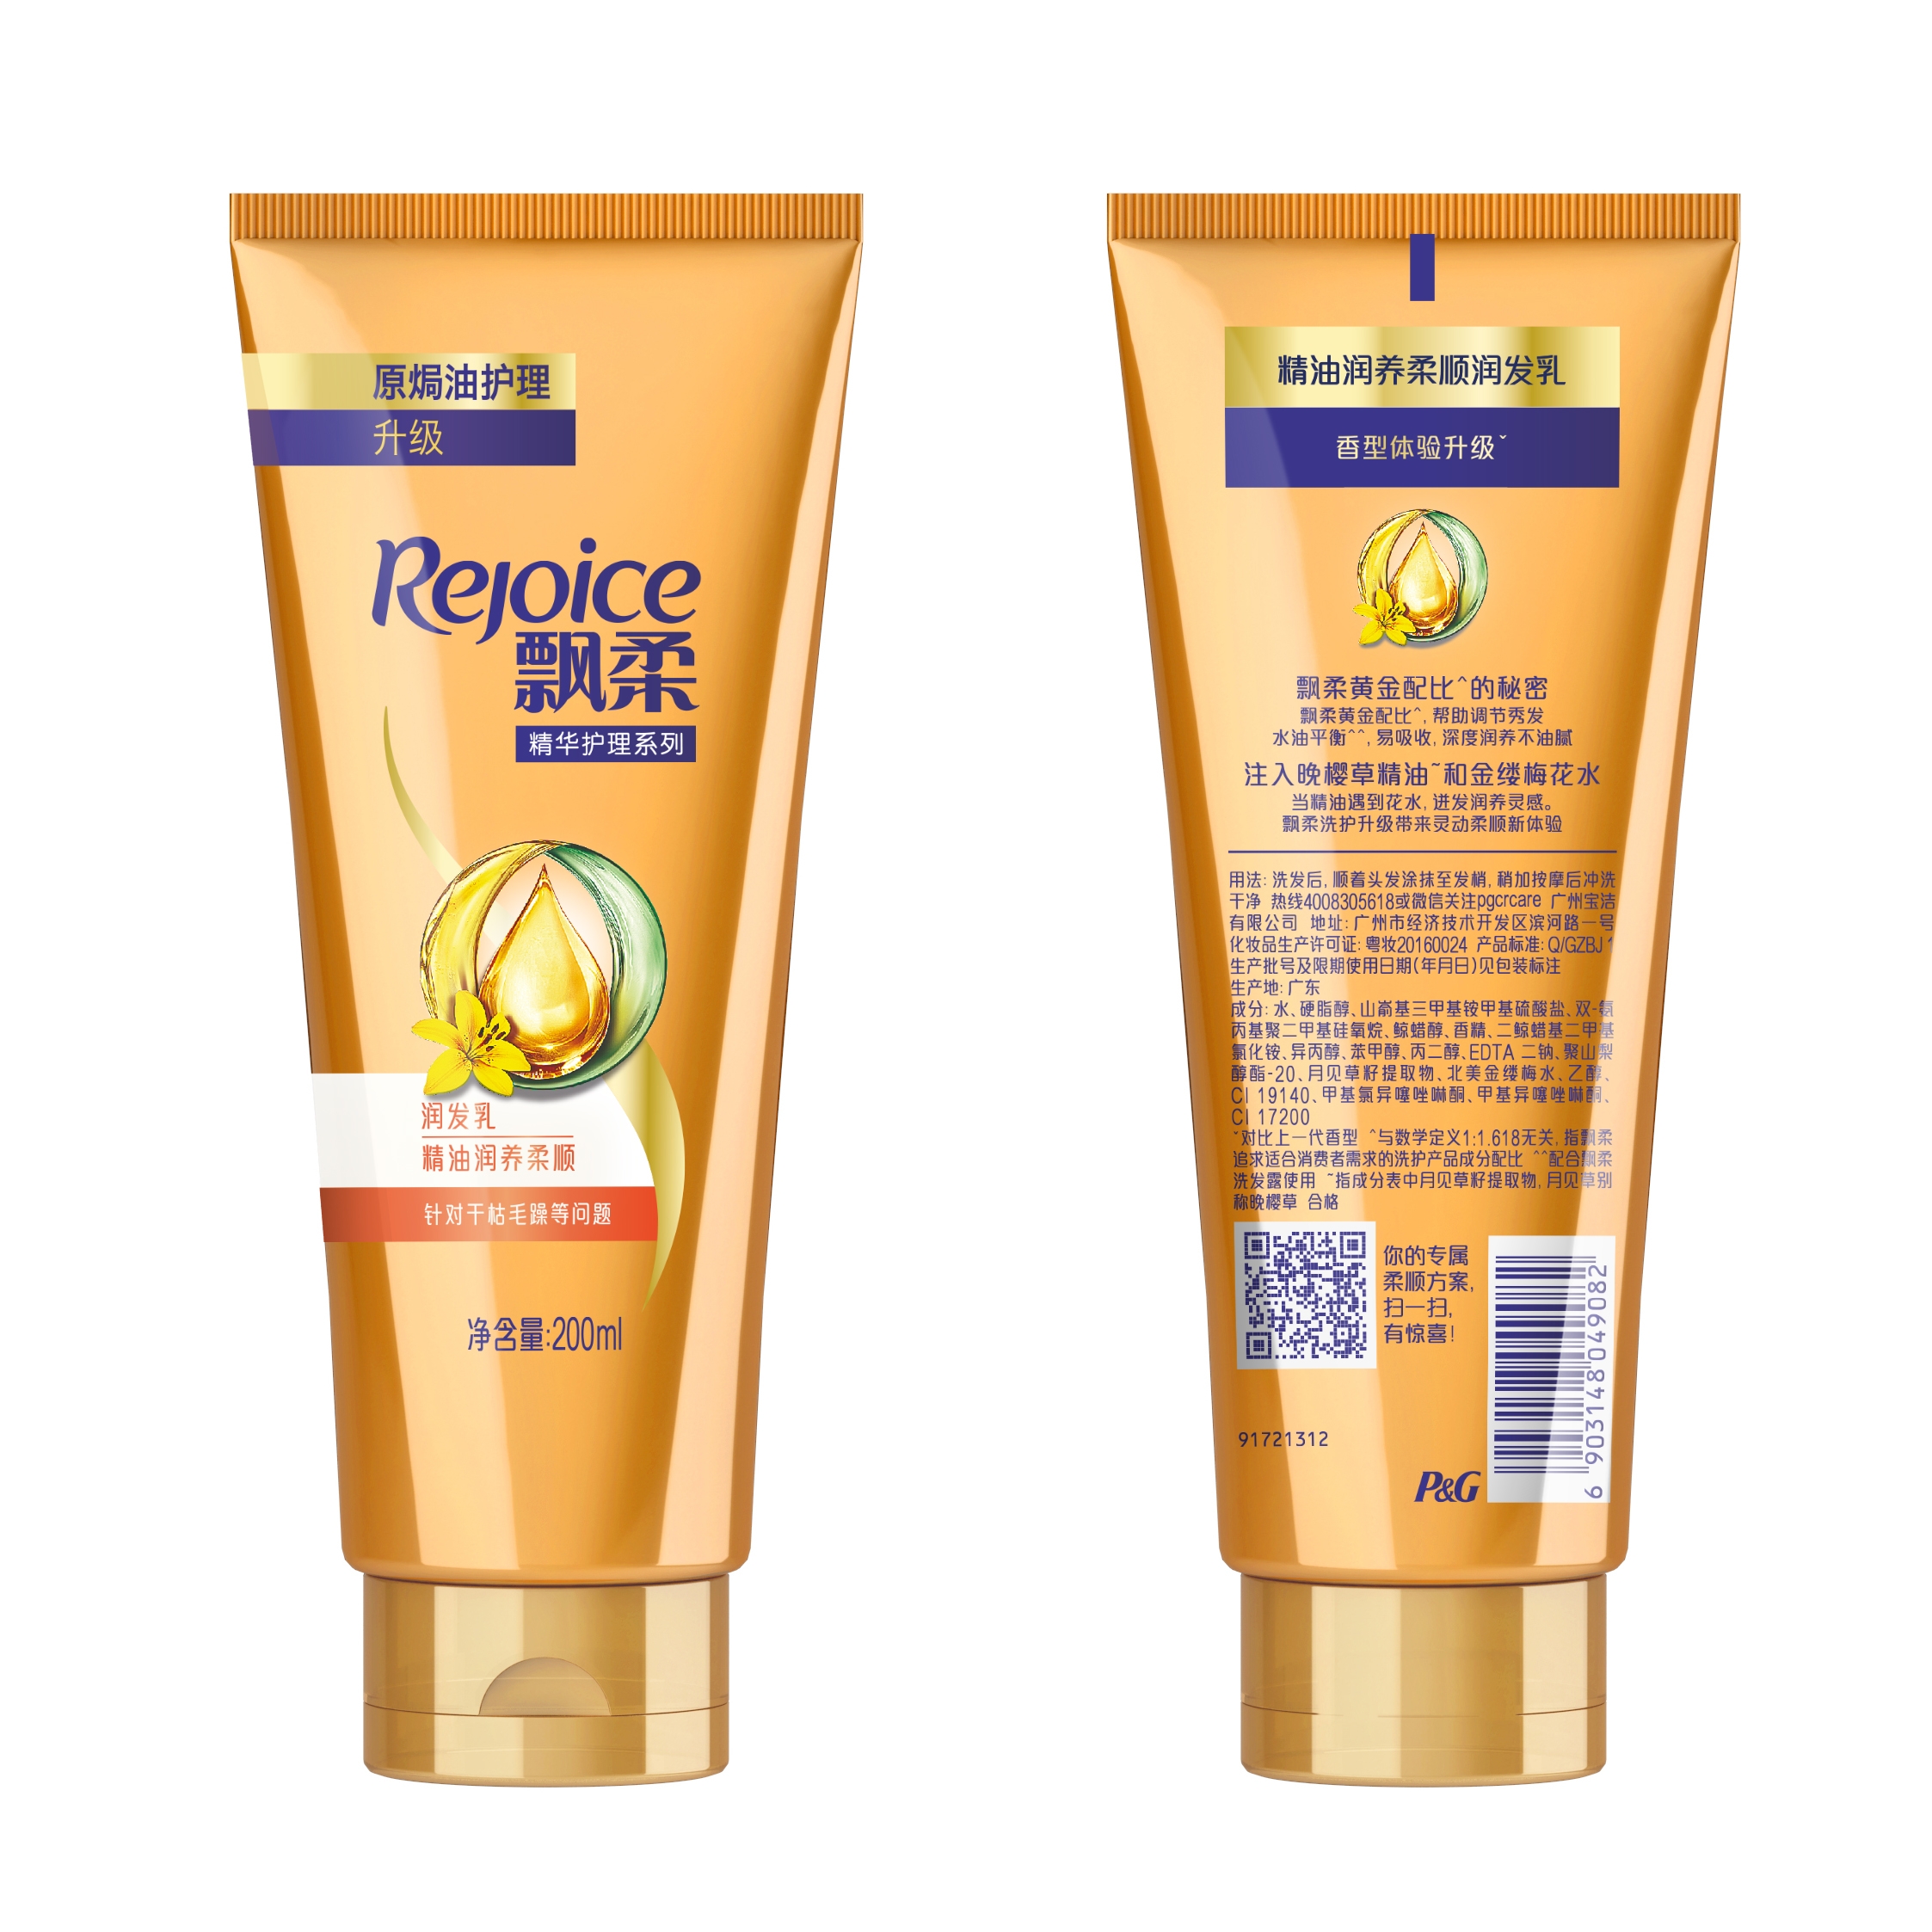 原焗油护理
升级
Rejoice
飘柔
精华护理系列
润发乳
精油润养柔顺
针对干枯毛躁等问题
净含量:200ml
精油润养柔顺润发乳
香型体验升级ˇ
飘柔黄金配比^的秘密
飘柔黄金配比^,帮助调节秀发
水油平衡^^,易吸收,深度润养不油腻
注入晚樱草精油~和金缕梅花水
当精油遇到花水,迸发润养灵感。
飘柔洗护升级带来灵动柔顺新体验
用法:洗发后,顺着头发涂抹至发梢,稍加按摩后冲洗
干净 热线4008305618或微信关注pgcrcare 广州宝洁
有限公司 地址:广州市经济技术开发区滨河路一号
化妆品生产许可证:粤妆20160024 产品标准:Q/GZBJ 1
生产批号及限期使用日期(年月日)见包装标注
生产地:广东
成分:水、硬脂醇、山嵛基三甲基铵甲基硫酸盐、双-氨
丙基聚二甲基硅氧烷、鲸蜡醇、香精、二鲸蜡基二甲基
氯化铵、异丙醇、苯甲醇、丙二醇、EDTA 二钠、聚山梨
醇酯-20、月见草籽提取物、北美金缕梅水、乙醇、
CI 19140、甲基氯异噻唑啉酮、甲基异噻唑啉酮、
CI 17200
ˇ对比上一代香型 ^与数学定义1:1.618无关,指飘柔
追求适合消费者需求的洗护产品成分配比 ^^配合飘柔
洗发露使用 ~指成分表中月见草籽提取物,月见草别
称晚樱草 合格
你的专属
柔顺方案,
扫一扫,
有惊喜!
6 903148 049082
91721312
P&G